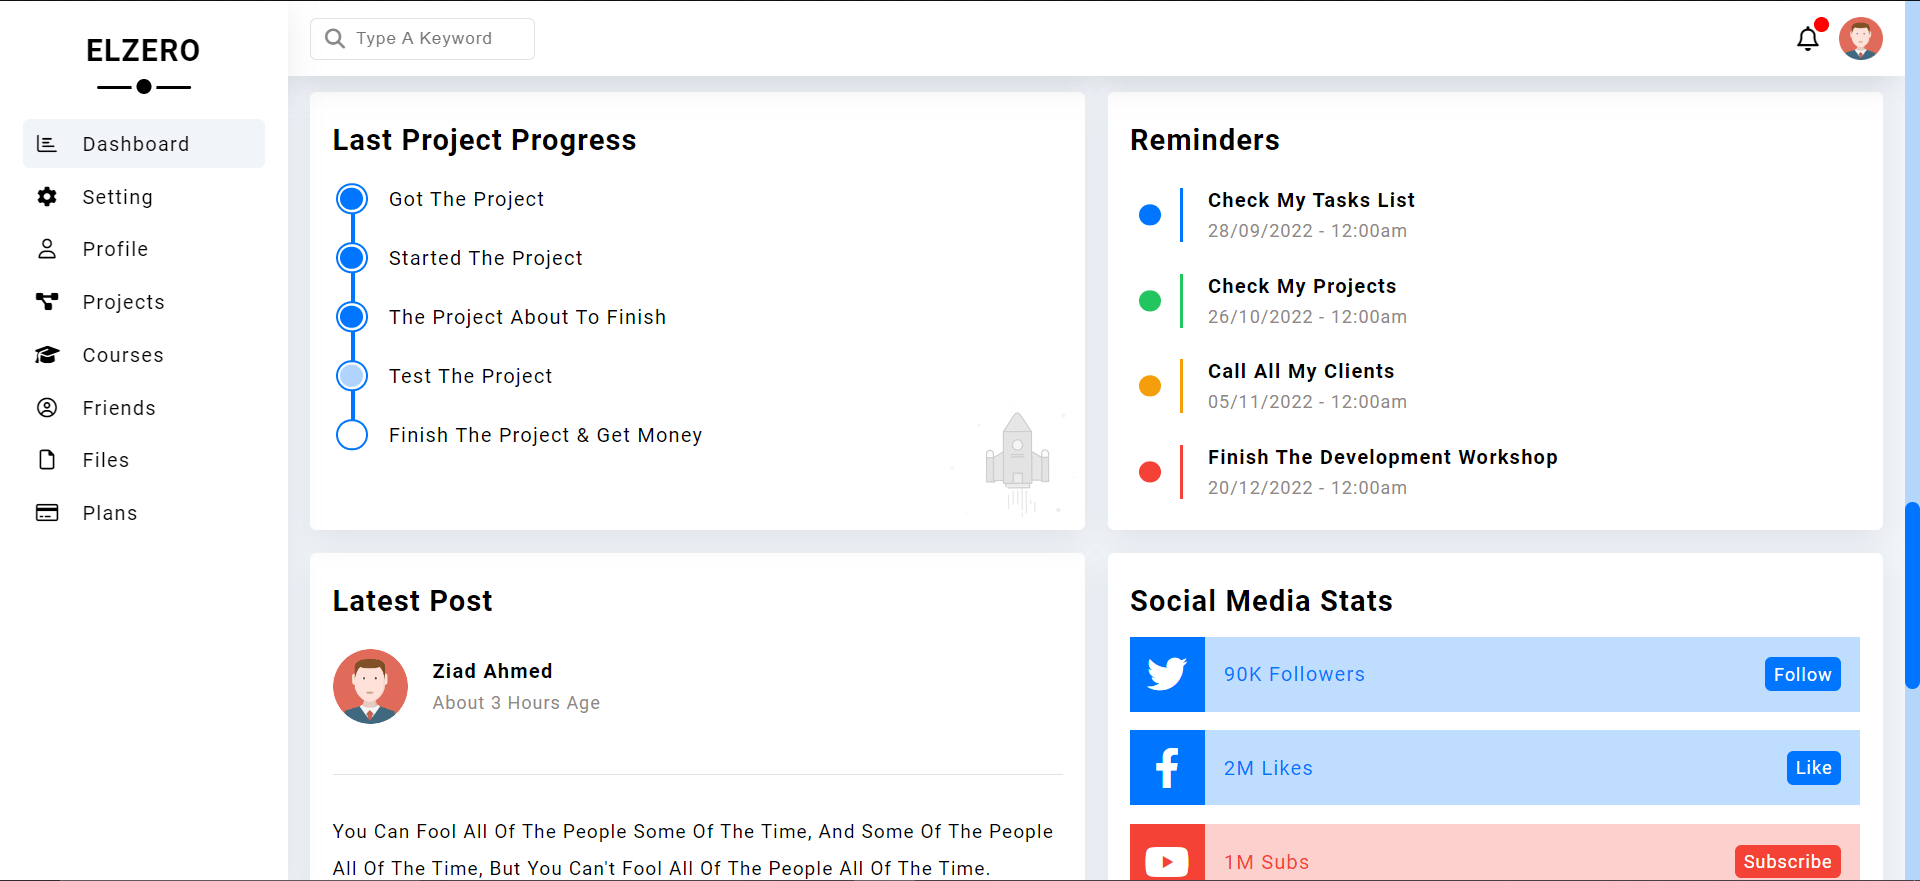 ELZERO
Type A Keyword
Dashboard
Setting
Profile
Projects
Courses
Friends
Files
Plans
Last Project Progress
Got The Project
Started The Project
The Project About To Finish
Test The Project
Finish The Project & Get Money
Reminders
Check My Tasks List
28/09/2022 - 12:00am
Check My Projects
26/10/2022 - 12:00am
Call All My Clients
05/11/2022 - 12:00am
Finish The Development Workshop
20/12/2022 - 12:00am
Latest Post
Ziad Ahmed
About 3 Hours Age
You Can Fool All Of The People Some Of The Time, And Some Of The People
All Of The Time, But You Can't Fool All Of The People All Of The Time.
Social Media Stats
90K Followers
Follow
2M Likes
Like
1M Subs
Subscribe